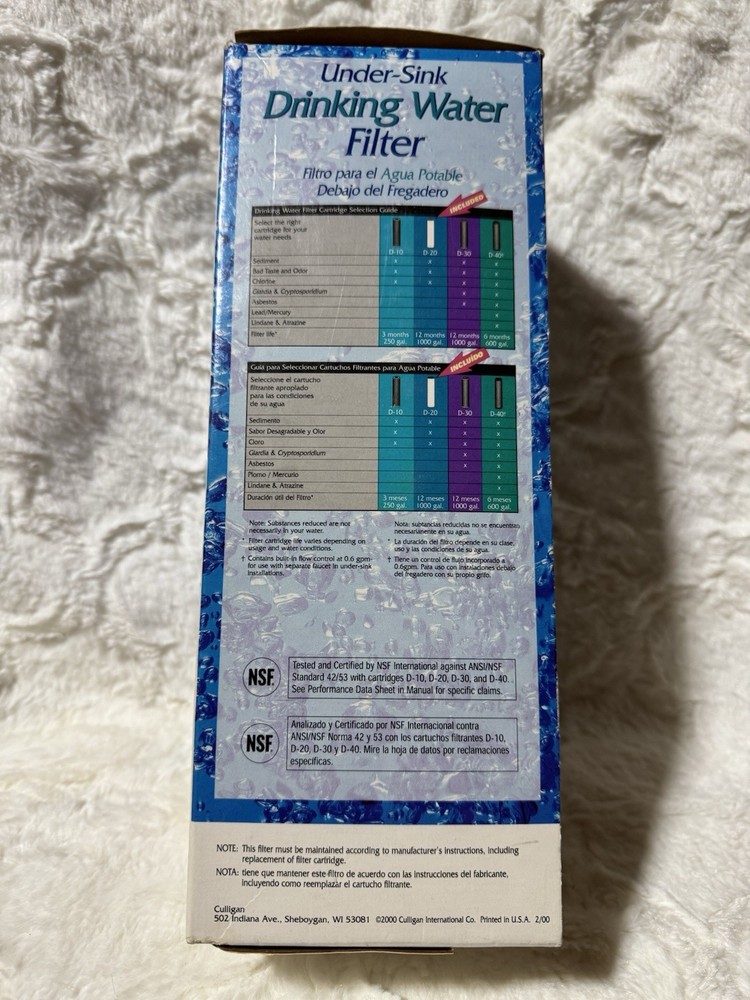 Under-Sink
Drinking Water
Filter
Filtro para el Agua Potable
Debajo del Fregadero
Drinking Water Filter Cartridge Selection Guide
INCLUDED
Select the right
cartridge for your
water needs
D-10 D-20 D-30 D-40†
Sediment x x x x
Bad Taste and Odor x x x x
Chlorine x x x x
Giardia & Cryptosporidium x x
Asbestos x x
Lead/Mercury x
Lindane & Atrazine x
Filter life* 3 months 12 months 12 months 6 months
250 gal. 1000 gal. 1000 gal. 600 gal.
Guía para Seleccionar Cartuchos Filtrantes para Agua Potable
INCLUIDO
Seleccione el cartucho
filtrante apropiado
para las condiciones
de su agua
D-10 D-20 D-30 D-40†
Sedimento x x x x
Sabor Desagradable y Olor x x x x
Cloro x x x x
Giardia & Cryptosporidium x x
Asbestos x x
Plomo / Mercurio x
Lindane & Atrazine x
Duración útil del Filtro* 3 meses 12 meses 12 meses 6 meses
250 gal. 1000 gal. 1000 gal. 600 gal.
Note: Substances reduced are not
necessarily in your water.
* Filter cartridge life varies depending on
usage and water conditions.
† Contains built-in flow control at 0.6 gpm-
for use with separate faucet in under-sink
installations.
Nota: substancias reducidas no se encuentran
necesariamente en su agua.
* La duración del filtro depende en su clase,
uso y las condiciones de su agua.
† Tiene un control de flujo incorporado a
0.6gpm. Para uso con instalaciones debajo
del fregadero con su propio grifo.
NSF.
Tested and Certified by NSF International against ANSI/NSF
Standard 42/53 with cartridges D-10, D-20, D-30, and D-40.
See Performance Data Sheet in Manual for specific claims.
NSF.
Analizado y Certificado por NSF Internacional contra
ANSI/NSF Norma 42 y 53 con los cartuchos filtrantes D-10,
D-20, D-30 y D-40. Mire la hoja de datos por reclamaciones
específicas.
NOTE: This filter must be maintained according to manufacturer's instructions, including
replacement of filter cartridge.
NOTA: tiene que mantener este filtro de acuerdo con las instrucciones del fabricante,
incluyendo como reemplazàr el cartucho filtrante.
Culligan
502 Indiana Ave., Sheboygan, WI 53081 ©2000 Culligan International Co. Printed in U.S.A. 2/00